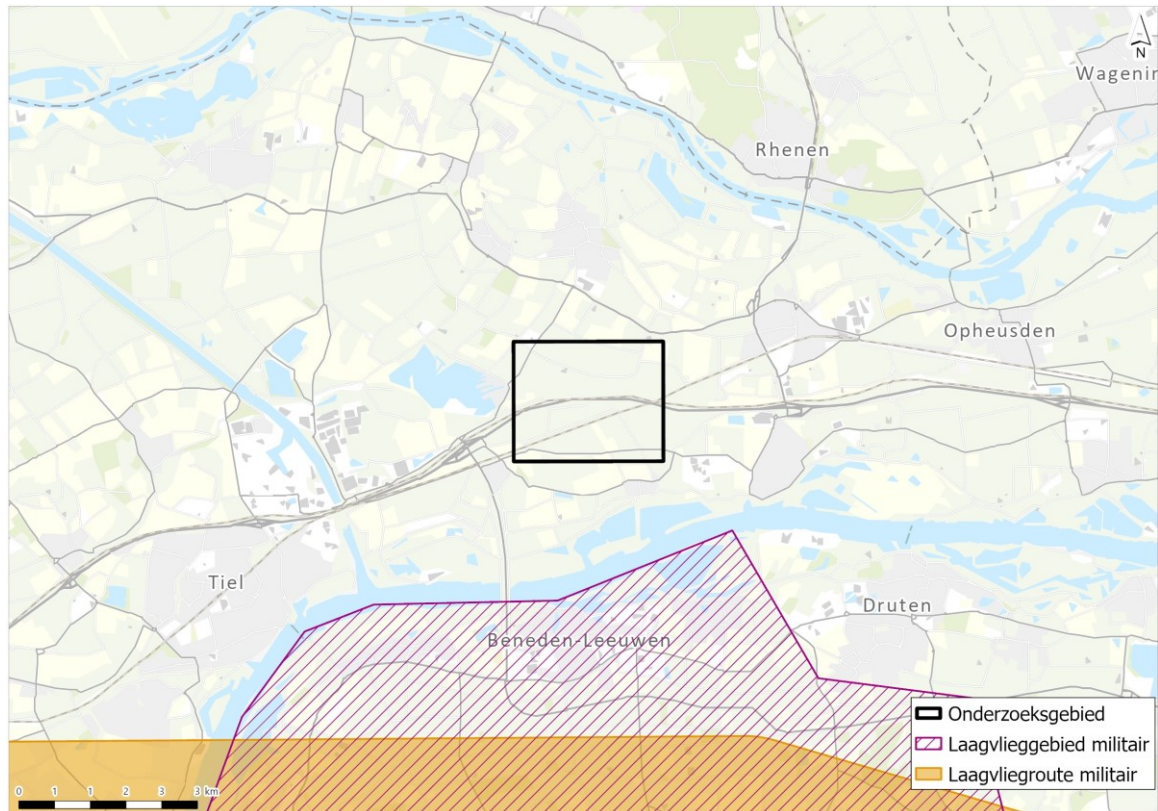 N
Wagenin
Rhenen
Opheusden
Tiel
Druten
Beneden-Leeuwen
Onderzoeksgebied
Laagvlieggebied militair
Laagvliegroute militair
0 1 1 2 3 3 km